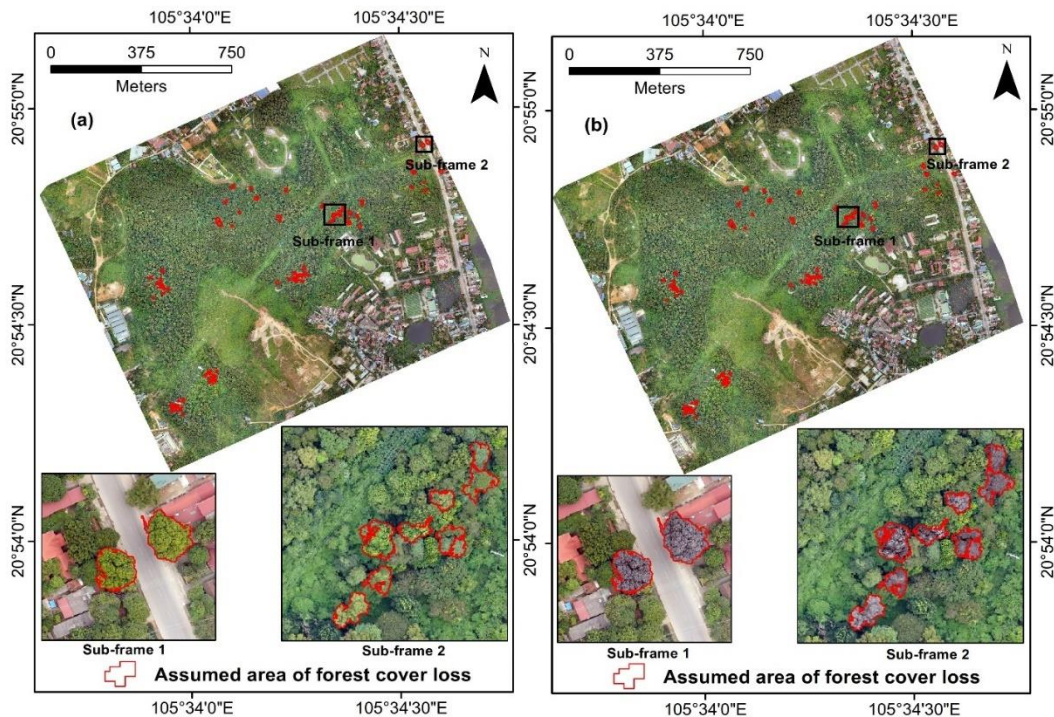 105°34'0"E 105°34'30"E
0 375 750
Meters
N
(a)
20°55'0"N
Sub-frame 2
Sub-frame 1
20°54'30"N
20°54'0"N
Sub-frame 1
Sub-frame 2
Assumed area of forest cover loss
105°34'0"E 105°34'30"E
105°34'0"E 105°34'30"E
0 375 750
Meters
N
(b)
20°55'0"N
Sub-frame 2
Sub-frame 1
20°54'30"N
20°54'0"N
Sub-frame 1
Sub-frame 2
Assumed area of forest cover loss
105°34'0"E 105°34'30"E